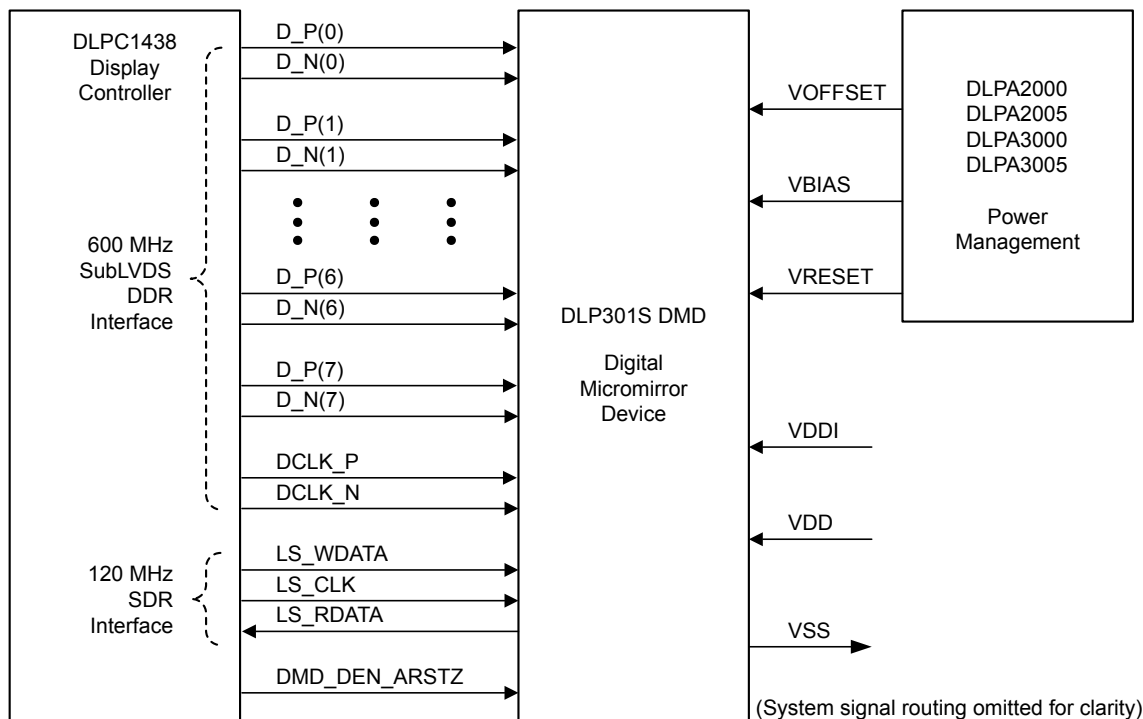 DLPC1438
Display
Controller
600 MHz
SubLVDS
DDR
Interface
120 MHz
SDR
Interface
D_P(0)
D_N(0)
D_P(1)
D_N(1)
D_P(6)
D_N(6)
D_P(7)
D_N(7)
DCLK_P
DCLK_N
LS_WDATA
LS_CLK
LS_RDATA
DMD_DEN_ARSTZ
DLP301S DMD
Digital
Micromirror
Device
VOFFSET
VBIAS
VRESET
VDDI
VDD
VSS
DLPA2000
DLPA2005
DLPA3000
DLPA3005
Power
Management
(System signal routing omitted for clarity)